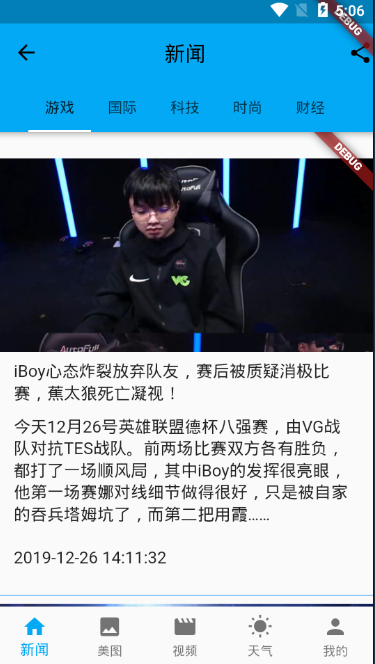 5:06
DEBUG
新闻
游戏 国际 科技 时尚 财经
DEBUG
AutoFull
VG
AutoFull
iBoy心态炸裂放弃队友，赛后被质疑消极比
赛，蕉太狼死亡凝视！
今天12月26号英雄联盟德杯八强赛，由VG战
队对抗TES战队。前两场比赛双方各有胜负，
都打了一场顺风局，其中iBoy的发挥很亮眼，
他第一场赛娜对线细节做得很好，只是被自家
的吞兵塔姆坑了，而第二把用霞......
2019-12-26 14:11:32
新闻 美图 视频 天气 我的